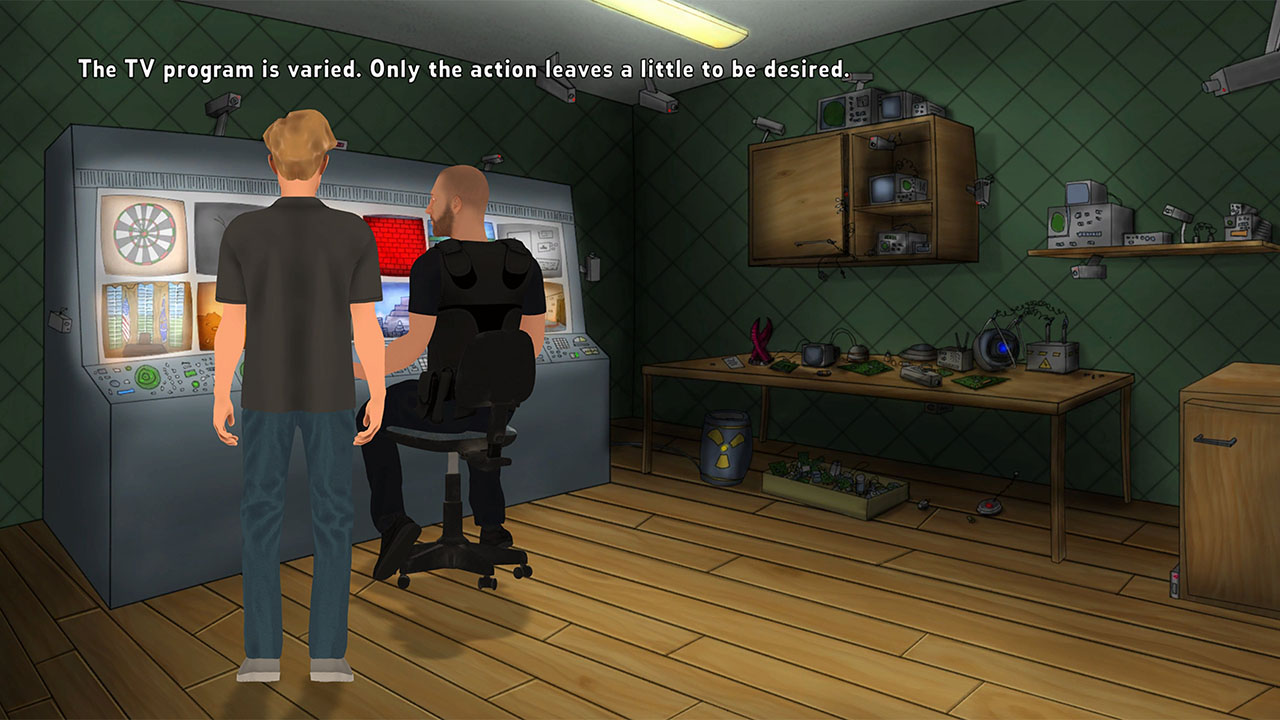 The TV program is varied. Only the action leaves a little to be desired.